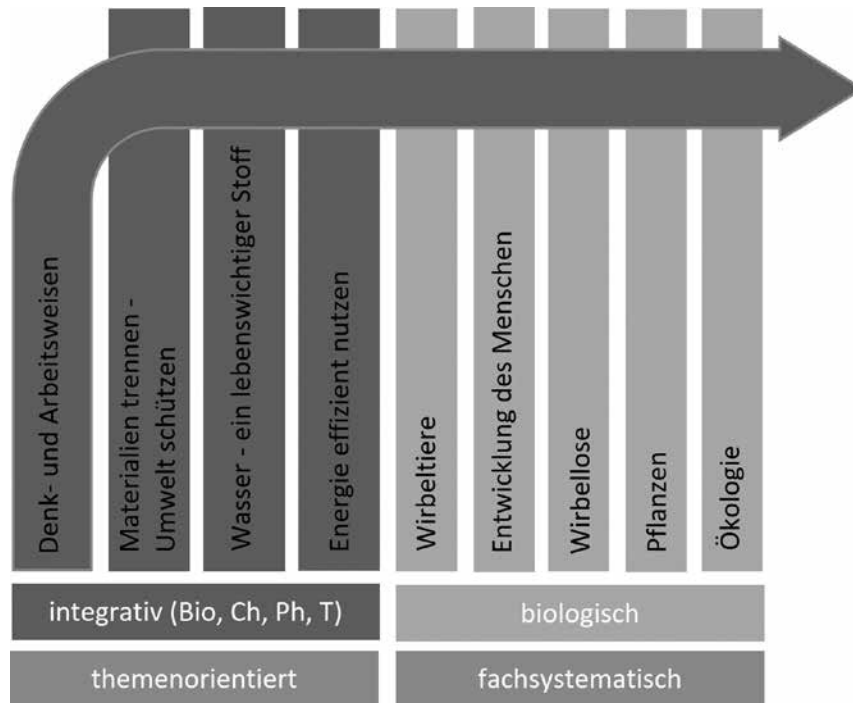 Denk- und Arbeitsweisen
Materialien trennen -
Umwelt schützen
Wasser - ein lebenswichtiger Stoff
Energie effizient nutzen
Wirbeltiere
Entwicklung des Menschen
Wirbellose
Pflanzen
Ökologie
integrativ (Bio, Ch, Ph, T)
biologisch
themenorientiert
fachsystematisch